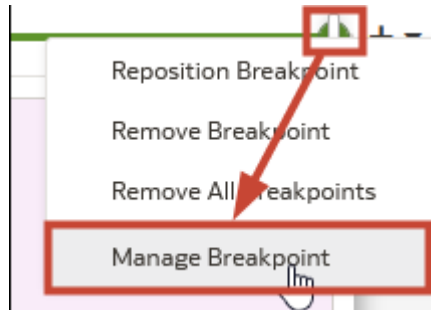 Reposition Breakpoint
Remove Breakpoint
Remove All Breakpoints
Manage Breakpoint